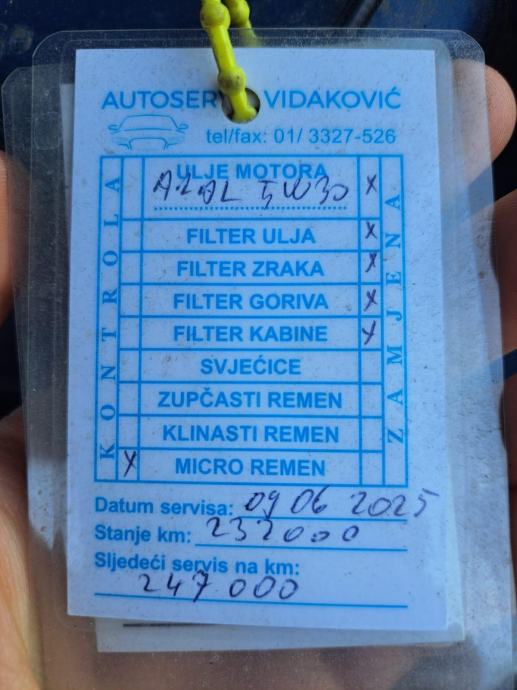 AUTOSER VIDAKOVIĆ
tel/fax: 01/ 3327-526
KONTROLA
ZAMJENA
ULJE MOTORA X
5W30
FILTER ULJA X
FILTER ZRAKA X
FILTER GORIVA X
FILTER KABINE X
SVJEĆICE
ZUPČASTI REMEN
KLINASTI REMEN
X MICRO REMEN
Datum servisa: 09 06 2025
Stanje km: 232000
Sljedeći servis na km:
247 000